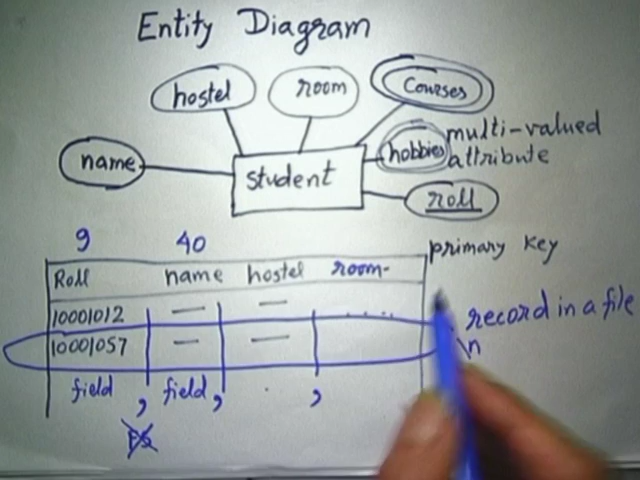 Entity Diagram
hostel
room
Courses
name
student
hobbies
multi-valued
attribute
roll
9 40
primary key
Roll name hostel room
10001012
10001057
record in a file
\n
field , field , ,